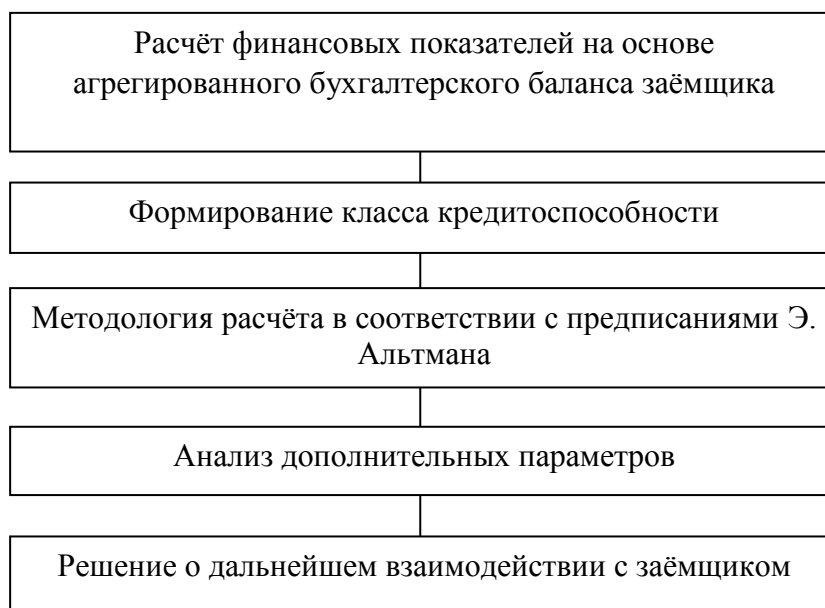 Расчёт финансовых показателей на основе
агрегированного бухгалтерского баланса заёмщика
Формирование класса кредитоспособности
Методология расчёта в соответствии с предписаниями Э.
Альтмана
Анализ дополнительных параметров
Решение о дальнейшем взаимодействии с заёмщиком